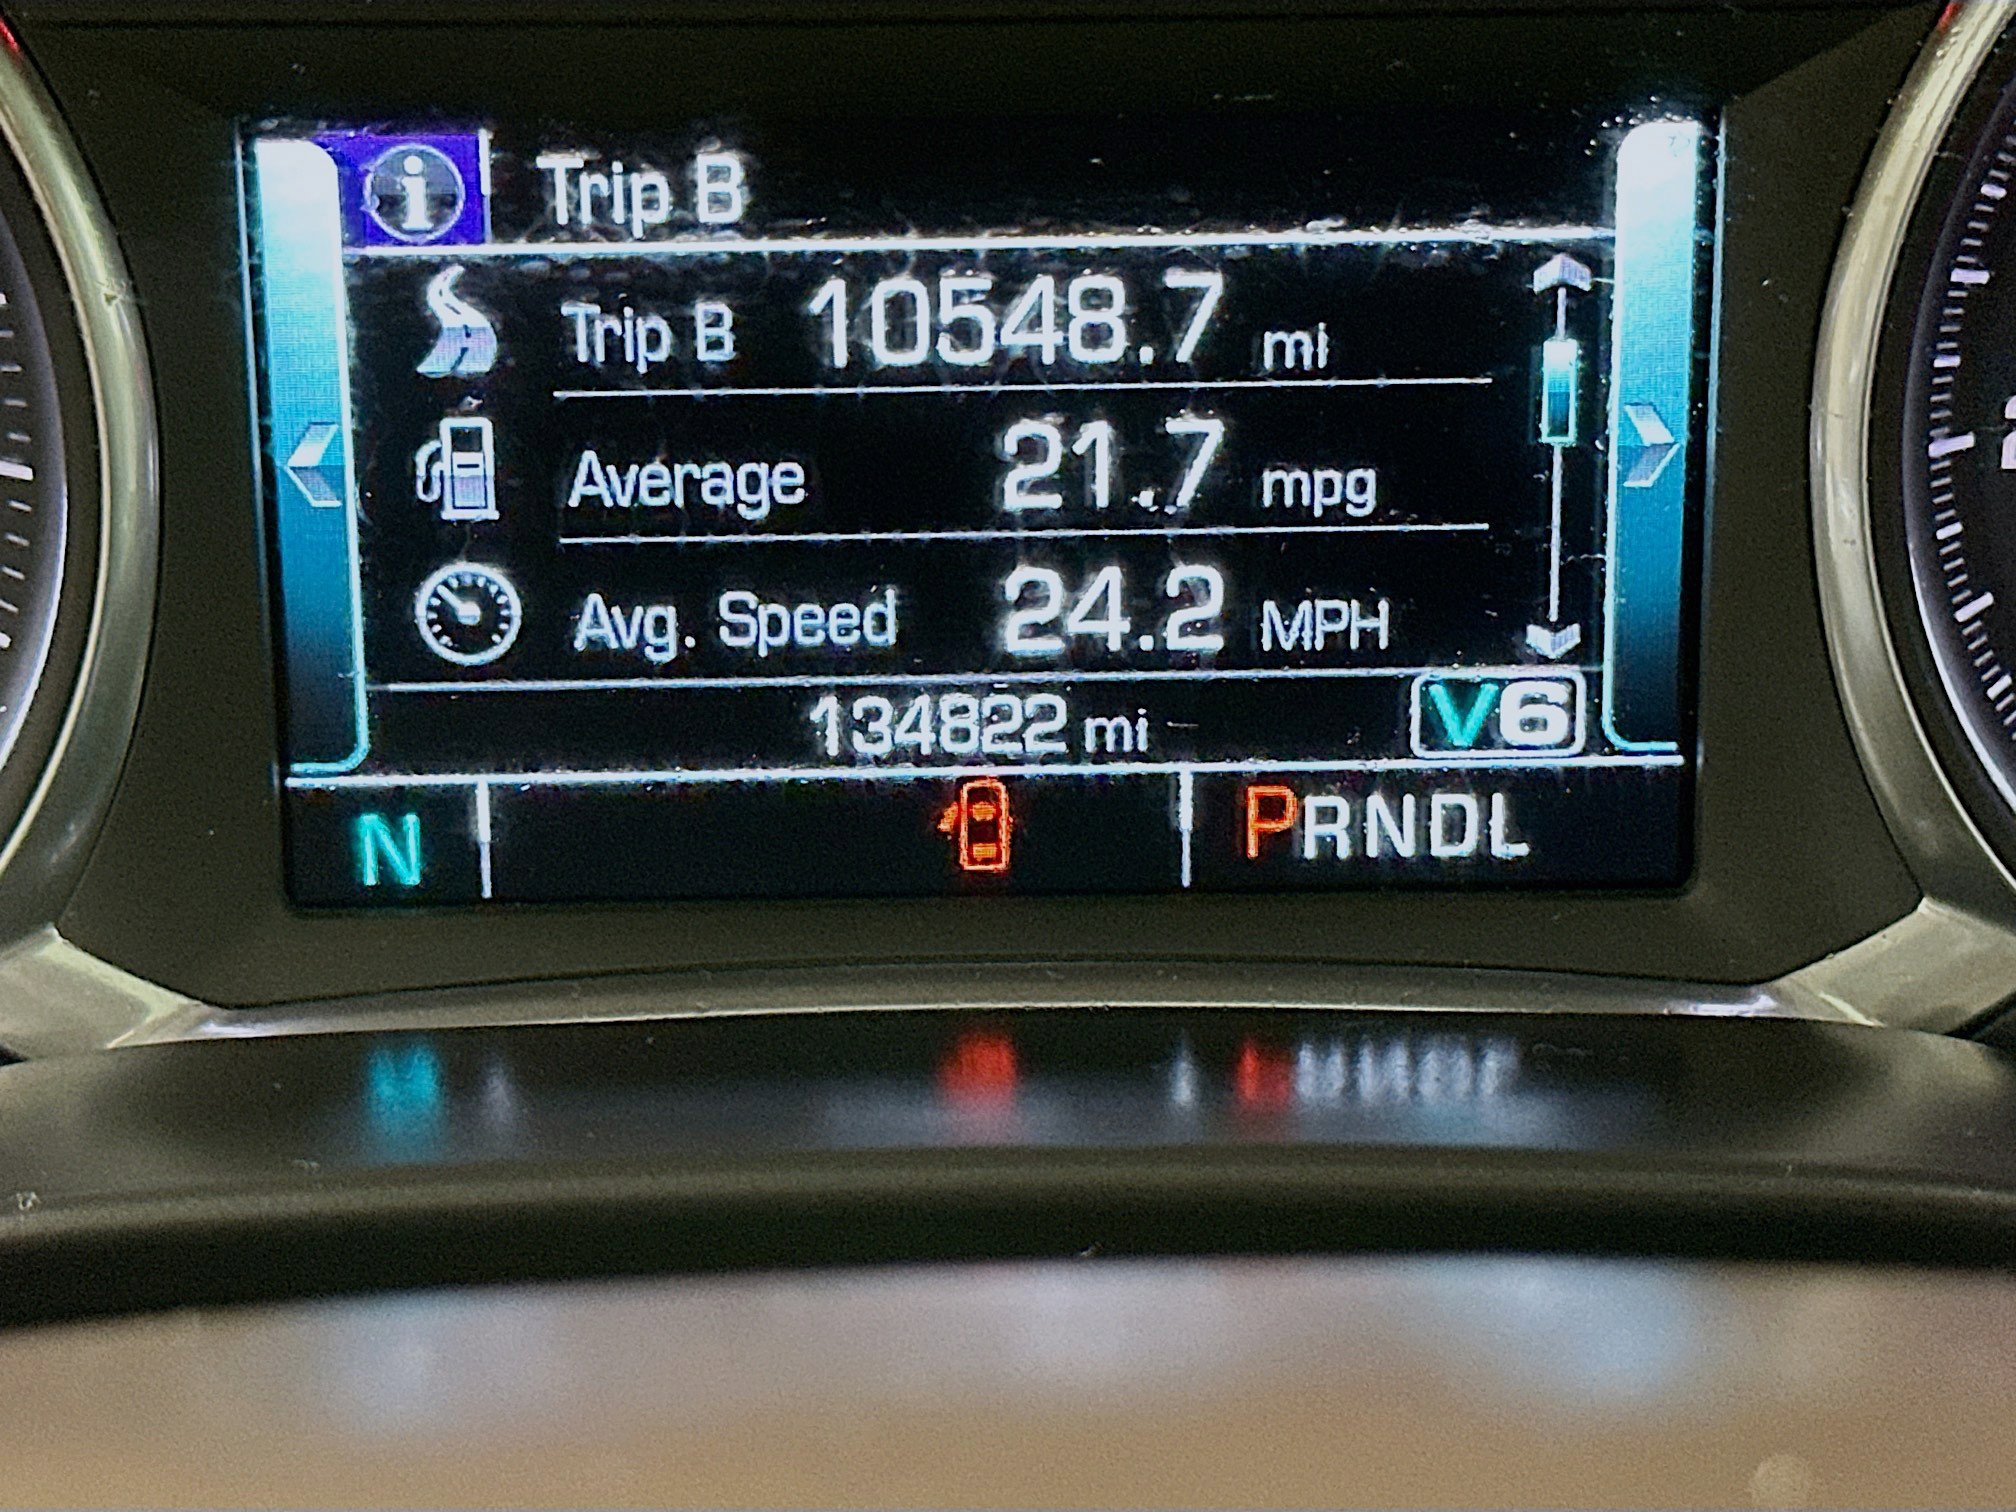 Trip B
Trip B 10548.7 mi
Average 21.7 mpg
Avg. Speed 24.2 MPH
134822 mi V6
N PRNDL